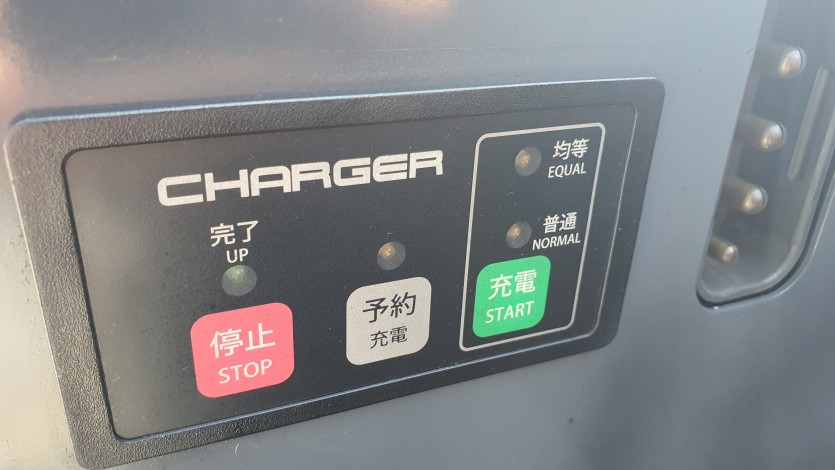 CHARGER
完了
UP
停止
STOP
予約
充電
均等
EQUAL
普通
NORMAL
充電
START